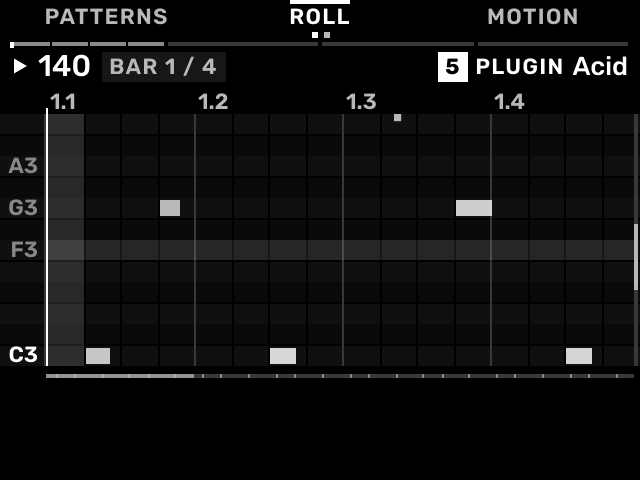 PATTERNS ROLL MOTION
140 BAR 1 / 4 5 PLUGIN Acid
1.1 1.2 1.3 1.4
A3
G3
F3
C3